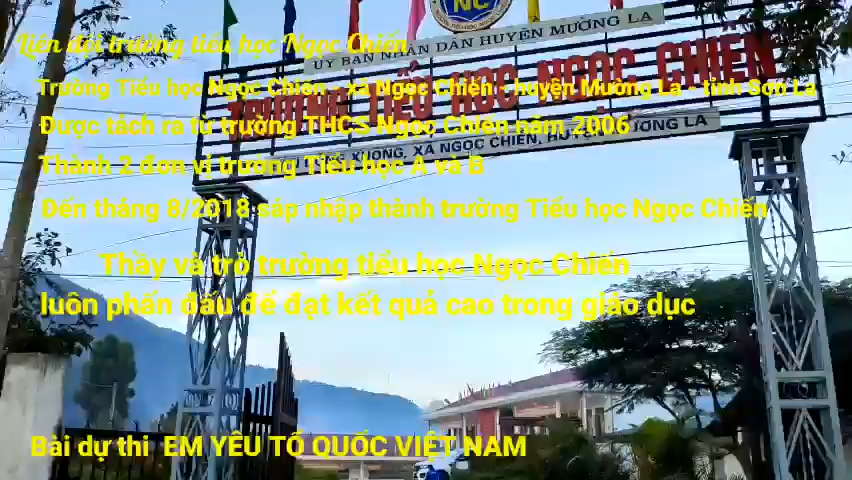 NC
Liên đội trường tiểu học Ngọc Chiến
ỦY BAN NHÂN DÂN HUYỆN MƯỜNG LA
Trường Tiểu học Ngọc Chiến - xã Ngọc Chiến - huyện Mường La - tỉnh Sơn La
TRƯỜNG TIỂU HỌC NGỌC CHIẾN
Được tách ra từ trường THCS Ngọc Chiến năm 2006
XUÔNG, XÃ NGỌC CHIẾN, HUYỆN MƯỜNG LA
Thành 2 đơn vị trường Tiểu học A và B
Đến tháng 8/2018 sáp nhập thành trường Tiểu học Ngọc Chiến
Thầy và trò trường tiểu học Ngọc Chiến
luôn phấn đấu để đạt kết quả cao trong giáo dục
Bài dự thi EM YÊU TỔ QUỐC VIỆT NAM